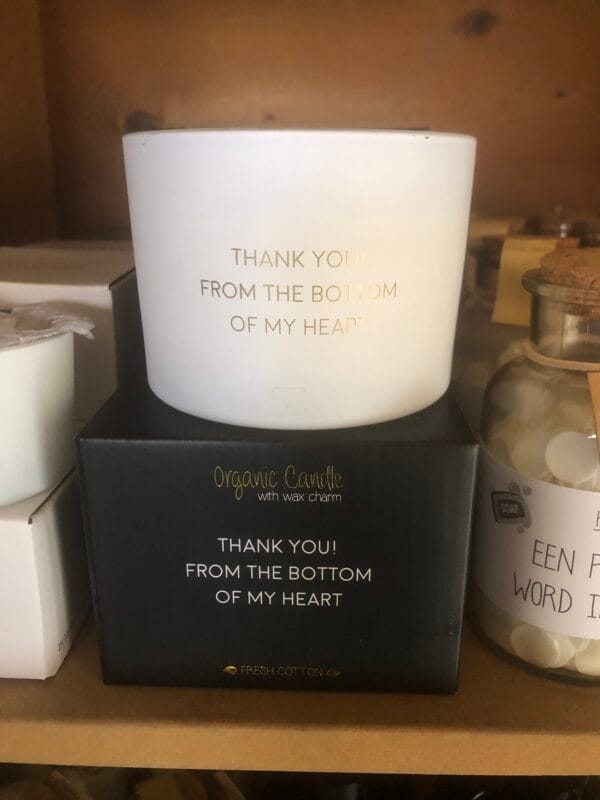 THANK YOU!
FROM THE BOTTOM
OF MY HEART
Organic Candle
with wax charm
THANK YOU!
FROM THE BOTTOM
OF MY HEART
FRESH COTTON
SOAP
EEN
WORD